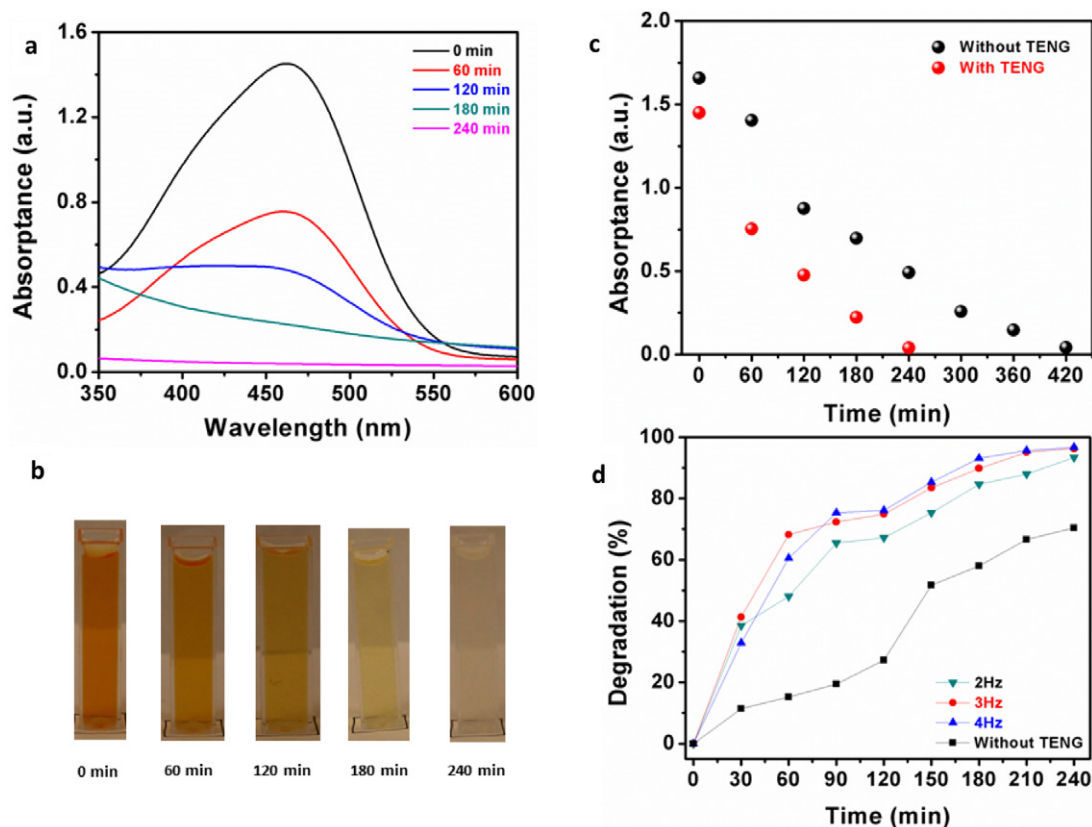 a
0 min
60 min
120 min
180 min
240 min
1.6
1.2
0.8
0.4
0.0
Absorptance (a.u.)
350 400 450 500 550 600
Wavelength (nm)
b
0 min 60 min 120 min 180 min 240 min
c
Without TENG
With TENG
2.0
1.5
1.0
0.5
0.0
Absorptance (a.u.)
0 60 120 180 240 300 360 420
Time (min)
d
100
80
60
40
20
0
Degradation (%)
2Hz
3Hz
4Hz
Without TENG
0 30 60 90 120 150 180 210 240
Time (min)